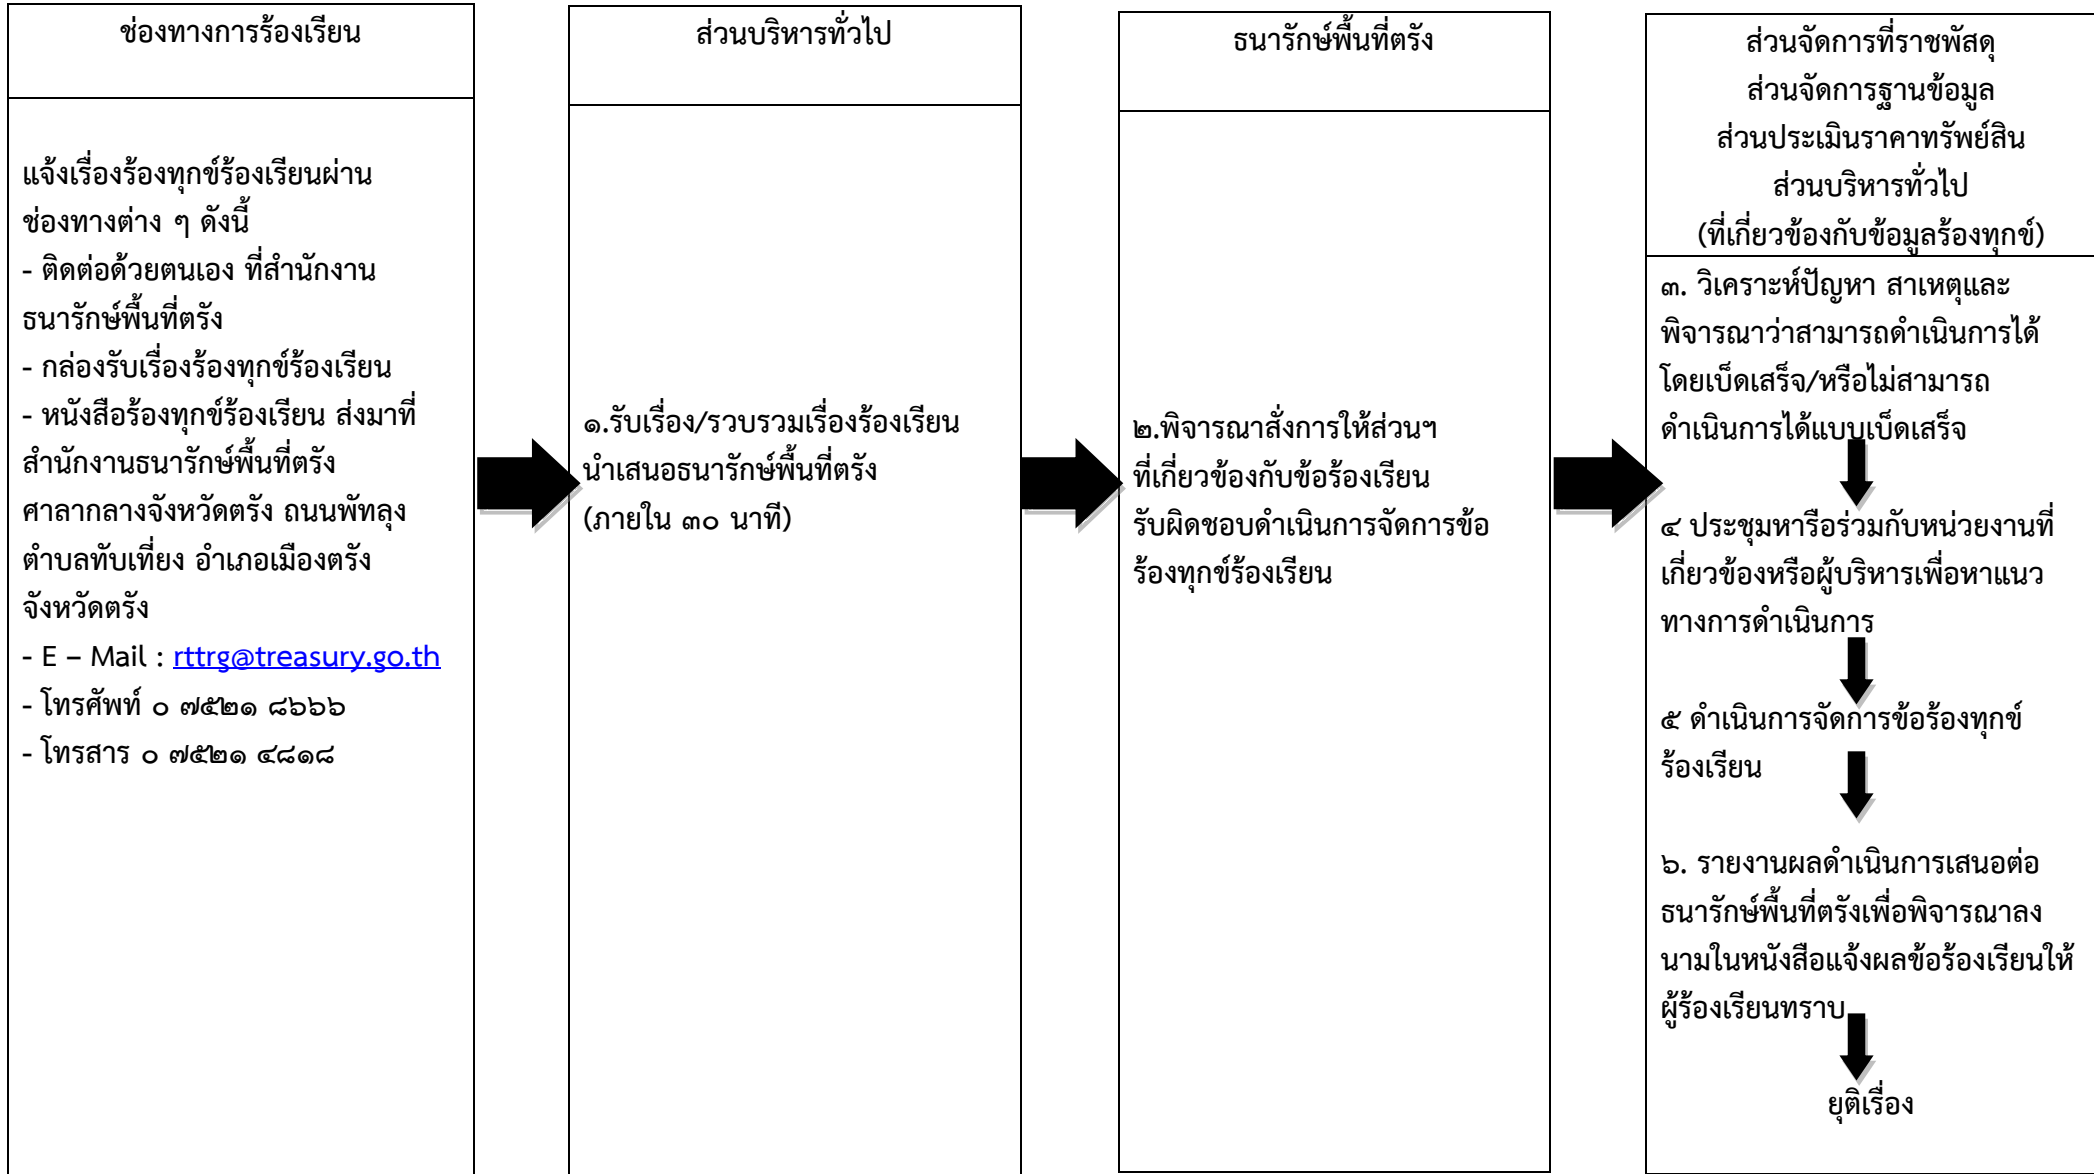 ช่องทางการร้องเรียน
แจ้งเรื่องร้องทุกข์ร้องเรียนผ่าน
ช่องทางต่าง ๆ ดังนี้
- ติดต่อด้วยตนเอง ที่สำนักงาน
ธนารักษ์พื้นที่ตรัง
- กล่องรับเรื่องร้องทุกข์ร้องเรียน
- หนังสือร้องทุกข์ร้องเรียน ส่งมาที่
สำนักงานธนารักษ์พื้นที่ตรัง
ศาลากลางจังหวัดตรัง ถนนพัทลุง
ตำบลทับเที่ยง อำเภอเมืองตรัง
จังหวัดตรัง
- E – Mail : rttrg@treasury.go.th
- โทรศัพท์ ๐ ๗๕๒๑ ๘๖๖๖
- โทรสาร ๐ ๗๕๒๑ ๔๘๑๘
ส่วนบริหารทั่วไป
๑.รับเรื่อง/รวบรวมเรื่องร้องเรียน
นำเสนอธนารักษ์พื้นที่ตรัง
(ภายใน ๓๐ นาที)
ธนารักษ์พื้นที่ตรัง
๒.พิจารณาสั่งการให้ส่วนฯ
ที่เกี่ยวข้องกับข้อร้องเรียน
รับผิดชอบดำเนินการจัดการข้อ
ร้องทุกข์ร้องเรียน
ส่วนจัดการที่ราชพัสดุ
ส่วนจัดการฐานข้อมูล
ส่วนประเมินราคาทรัพย์สิน
ส่วนบริหารทั่วไป
(ที่เกี่ยวข้องกับข้อมูลร้องทุกข์)
๓. วิเคราะห์ปัญหา สาเหตุและ
พิจารณาว่าสามารถดำเนินการได้
โดยเบ็ดเสร็จ/หรือไม่สามารถ
ดำเนินการได้แบบเบ็ดเสร็จ
๔ ประชุมหารือร่วมกับหน่วยงานที่
เกี่ยวข้องหรือผู้บริหารเพื่อหาแนว
ทางการดำเนินการ
๕ ดำเนินการจัดการข้อร้องทุกข์
ร้องเรียน
๖. รายงานผลดำเนินการเสนอต่อ
ธนารักษ์พื้นที่ตรังเพื่อพิจารณาลง
นามในหนังสือแจ้งผลข้อร้องเรียนให้
ผู้ร้องเรียนทราบ
ยุติเรื่อง